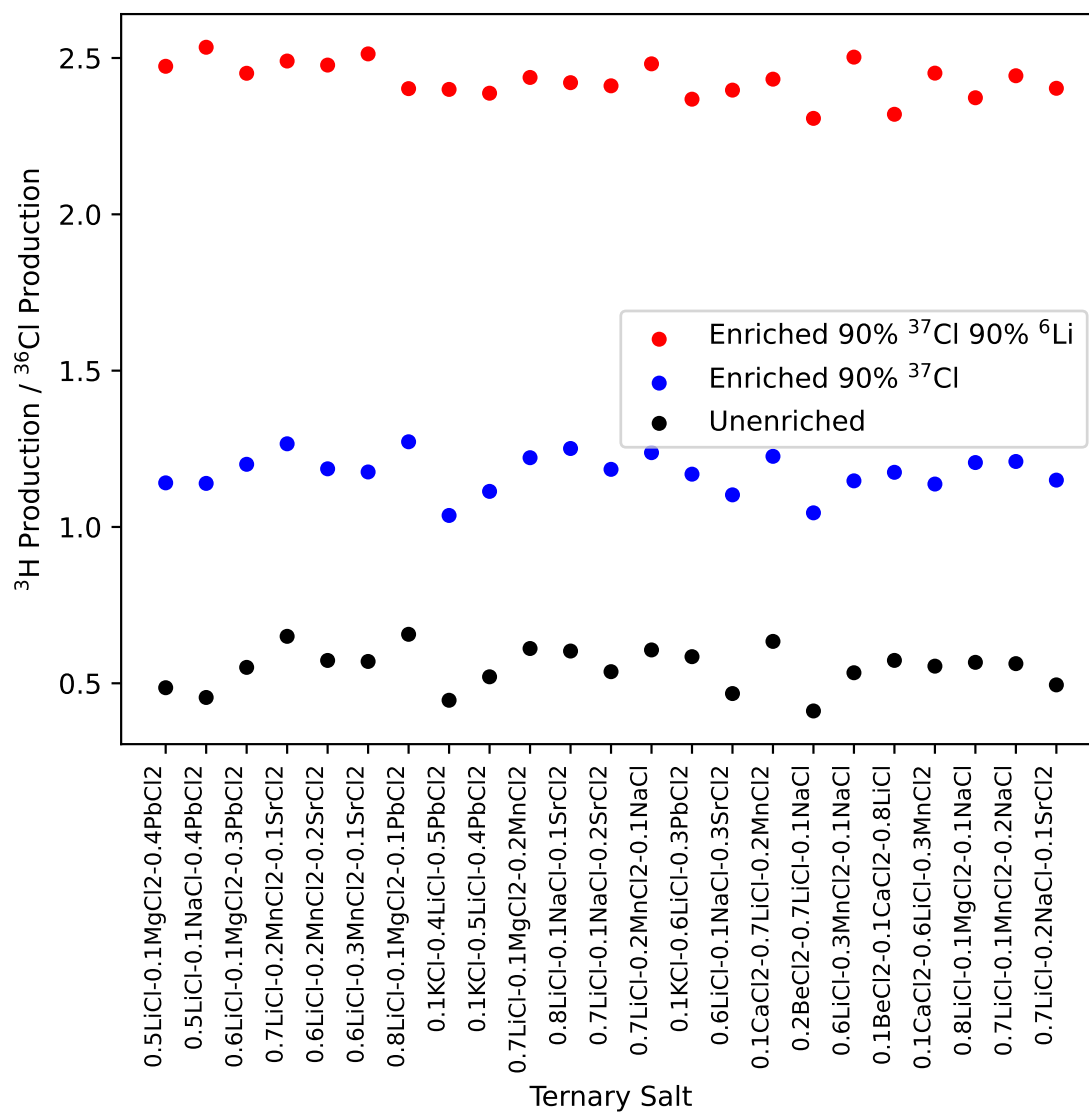 2.5
2.0
1.5
1.0
0.5
³H Production / ³⁶Cl Production
Enriched 90% ³⁷Cl 90% ⁶Li
Enriched 90% ³⁷Cl
Unenriched
0.5LiCl-0.1MgCl2-0.4PbCl2
0.5LiCl-0.1NaCl-0.4PbCl2
0.6LiCl-0.1MgCl2-0.3PbCl2
0.7LiCl-0.2MnCl2-0.1SrCl2
0.6LiCl-0.2MnCl2-0.2SrCl2
0.6LiCl-0.3MnCl2-0.1SrCl2
0.8LiCl-0.1MgCl2-0.1PbCl2
0.1KCl-0.4LiCl-0.5PbCl2
0.1KCl-0.5LiCl-0.4PbCl2
0.7LiCl-0.1MgCl2-0.2MnCl2
0.8LiCl-0.1NaCl-0.1SrCl2
0.7LiCl-0.1NaCl-0.2SrCl2
0.7LiCl-0.2MnCl2-0.1NaCl
0.1KCl-0.6LiCl-0.3PbCl2
0.6LiCl-0.1NaCl-0.3SrCl2
0.1CaCl2-0.7LiCl-0.2MnCl2
0.2BeCl2-0.7LiCl-0.1NaCl
0.6LiCl-0.3MnCl2-0.1NaCl
0.1BeCl2-0.1CaCl2-0.8LiCl
0.1CaCl2-0.6LiCl-0.3MnCl2
0.8LiCl-0.1MgCl2-0.1NaCl
0.7LiCl-0.1MnCl2-0.2NaCl
0.7LiCl-0.2NaCl-0.1SrCl2
Ternary Salt